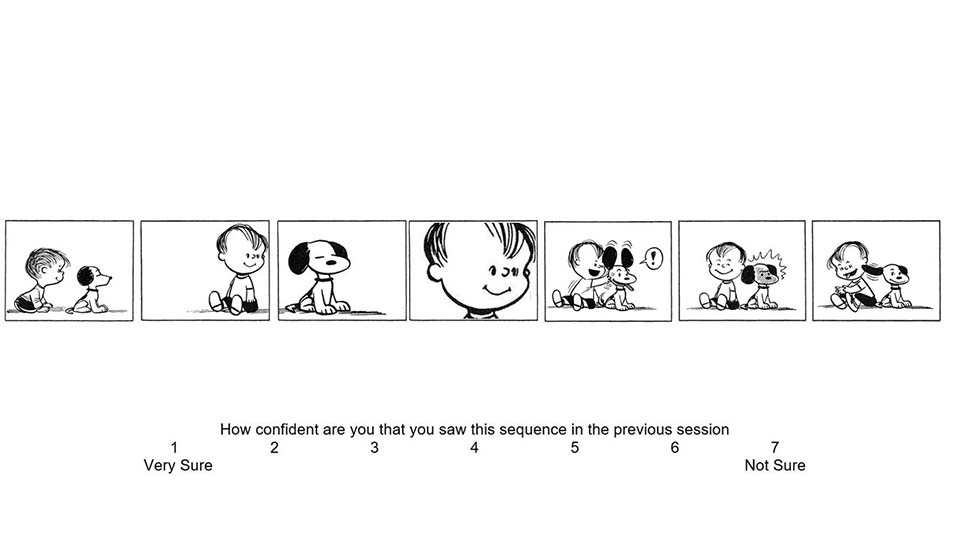 !
How confident are you that you saw this sequence in the previous session
1 2 3 4 5 6 7
Very Sure Not Sure